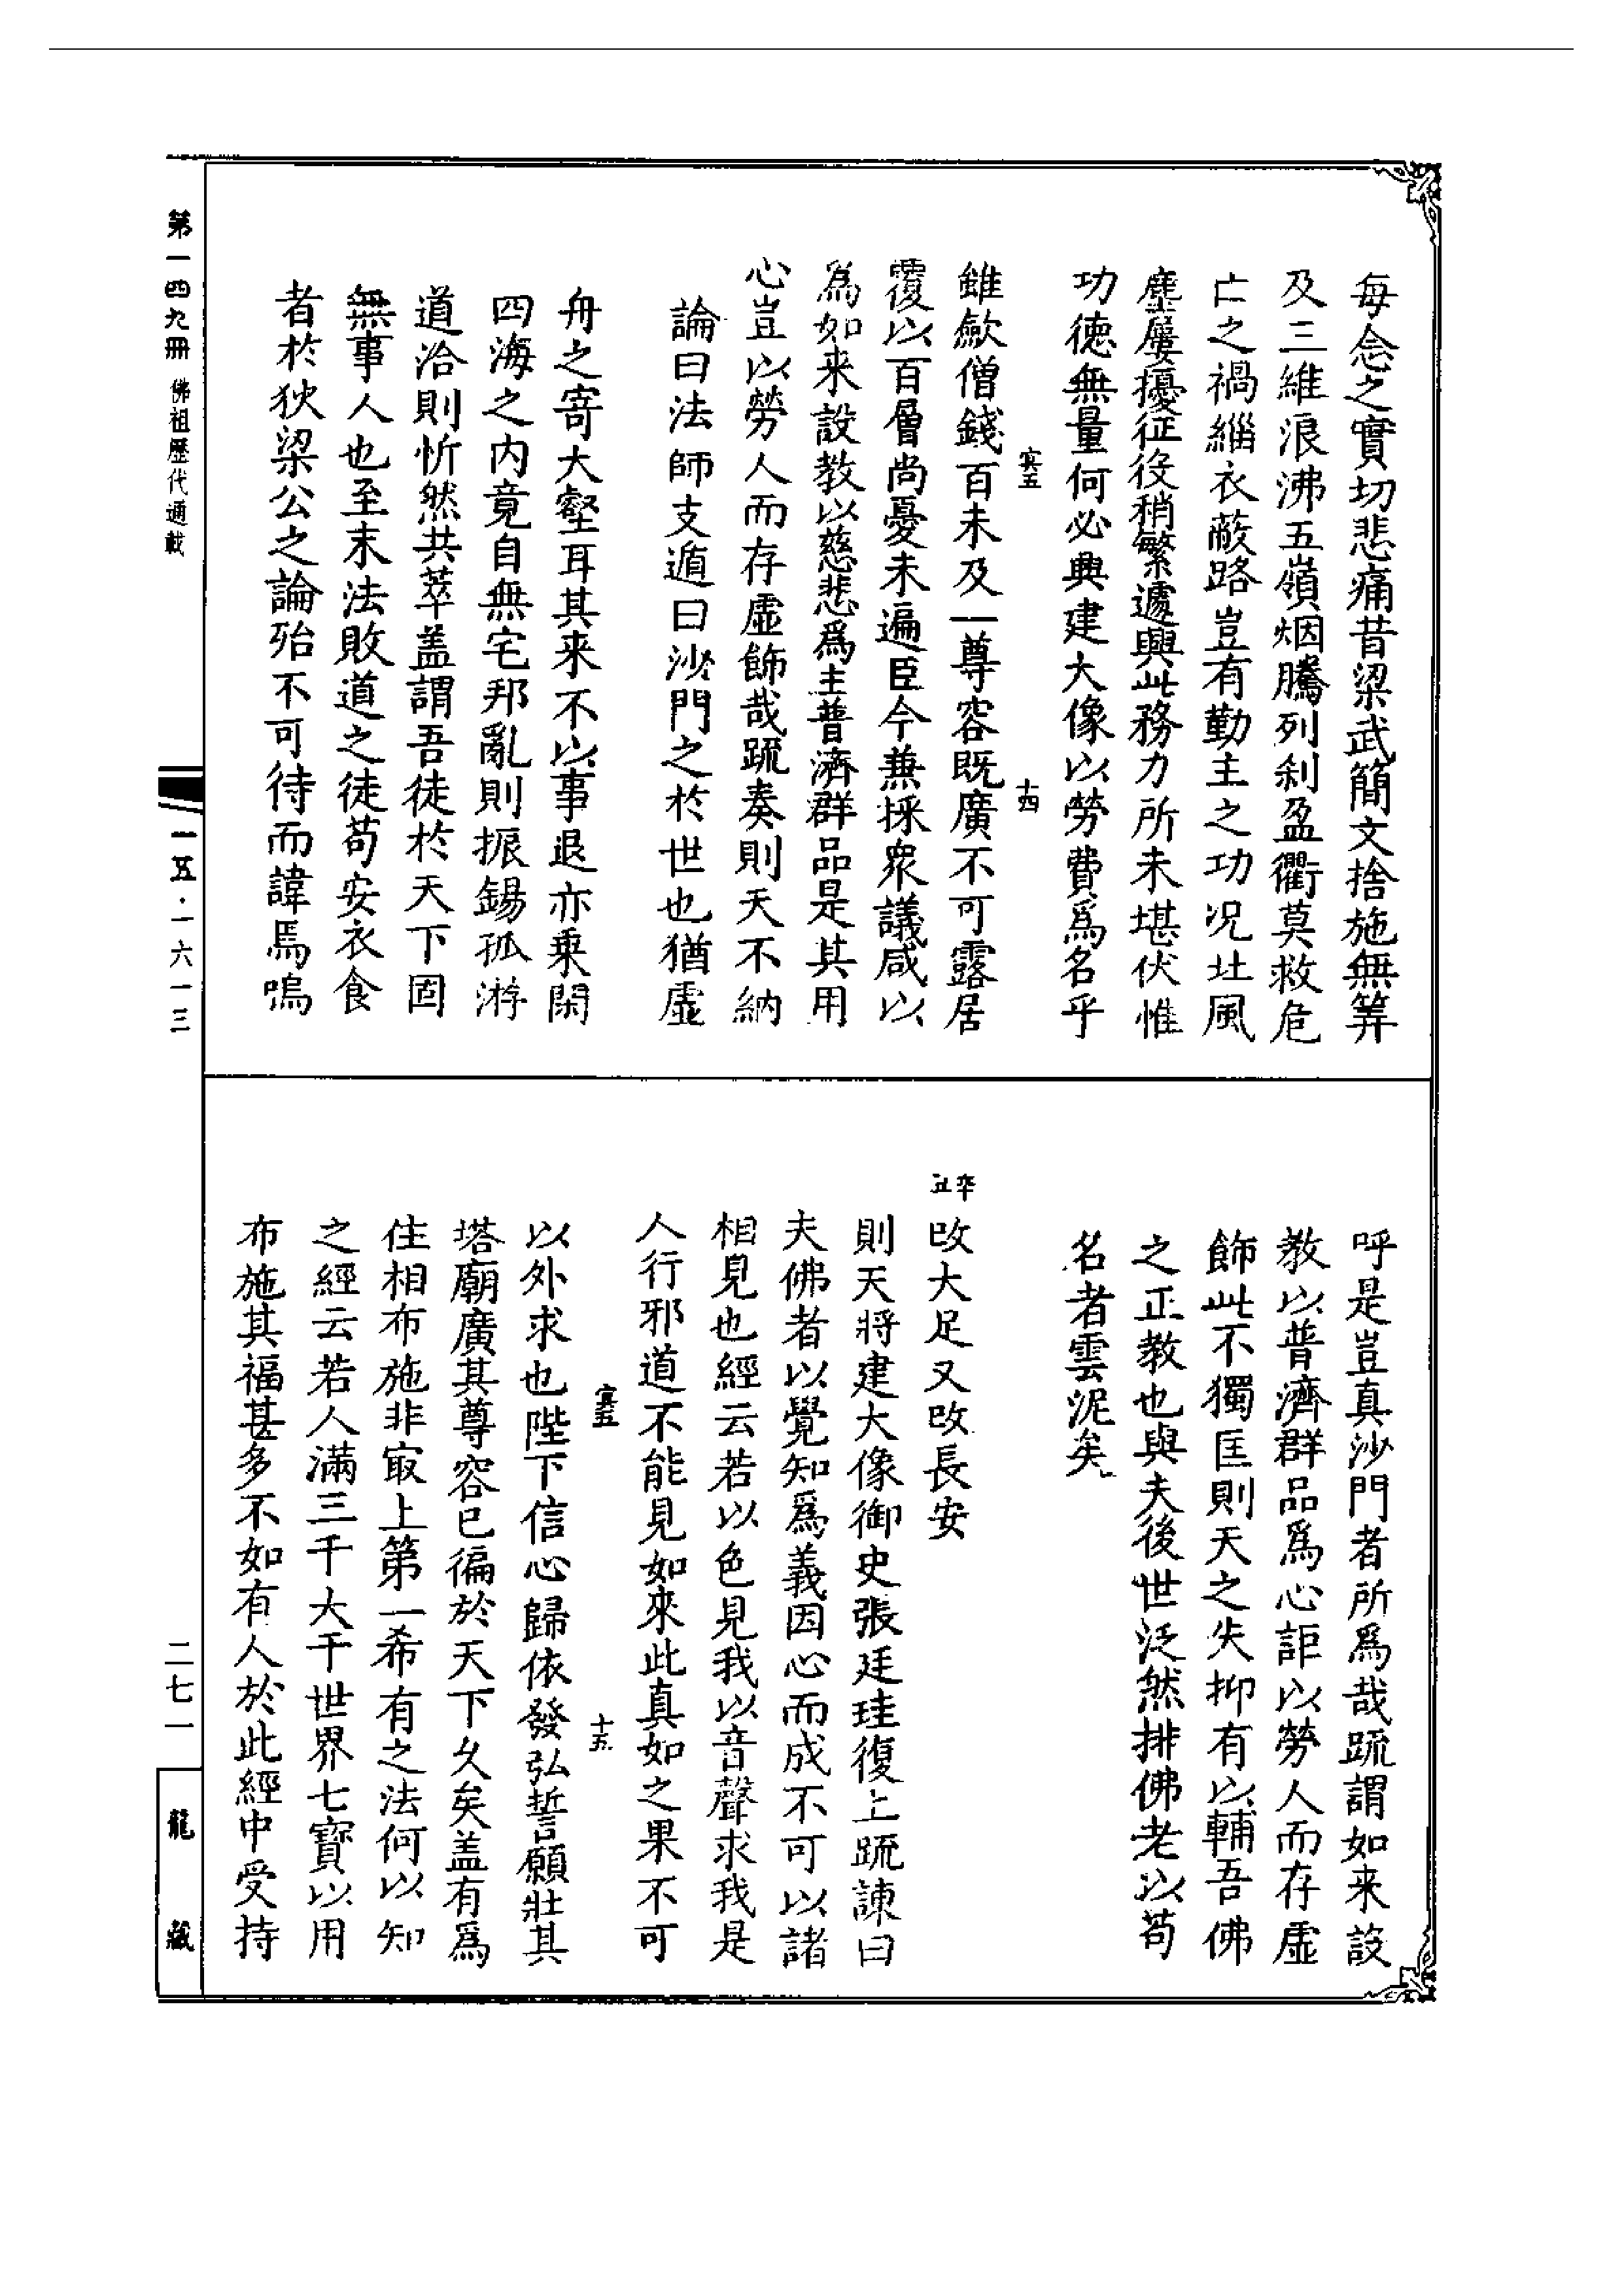 每念之實切悲痛昔梁武簡文捨施無筭
及三維浪沸五嶺烟騰列刹盈衢莫救危
亡之禍緇衣蔽路豈有勤主之功况玆風
塵屢擾征役稍繁遽興此務力所未堪伏惟
功德無量何必興建大像以勞費爲名乎
十四
雖歛僧錢百未及一尊容既廣不可露居
覆以百層尚憂未遍臣今兼採衆議咸以
爲如来設教以慈悲爲主普濟群品是其用
心豈以勞人而存虛飾哉疏奏則天不納
論曰法師支遁曰沙門之於世也猶虛
舟之寄大壑耳其来不以事退亦乗閑
四海之内竟自無宅邦亂則振錫孤游
道洽則忻然共萃盖謂吾徒於天下固
無事人也至末法敗道之徒苟安衣食
者於狄梁公之論殆不可待而諱焉嗚
呼是豈真沙門者所爲哉疏謂如来設
教以普濟群品爲心詎以勞人而存虛
飾此不獨匡則天之失抑有以輔吾佛
之正教也與夫後世泛然排佛老以苟
名者雲泥矣
辛丑
改大足又改長安
則天將建大像御史張廷珪復上疏諫曰
夫佛者以覺知爲義因心而成不可以諸
相見也經云若以色見我以音聲求我是
人行邪道不能見如來此真如之果不可
十五
以外求也陛下信心歸依發弘誓願壯其
塔廟廣其尊容已徧於天下久矣盖有爲
住相布施非㝡上第一希有之法何以知
之經云若人滿三千大千世界七寶以用
布施其福甚多不如有人於此經中受持
第一四九冊 佛祖歷代通載
一五·一六一三
二七一
龍藏